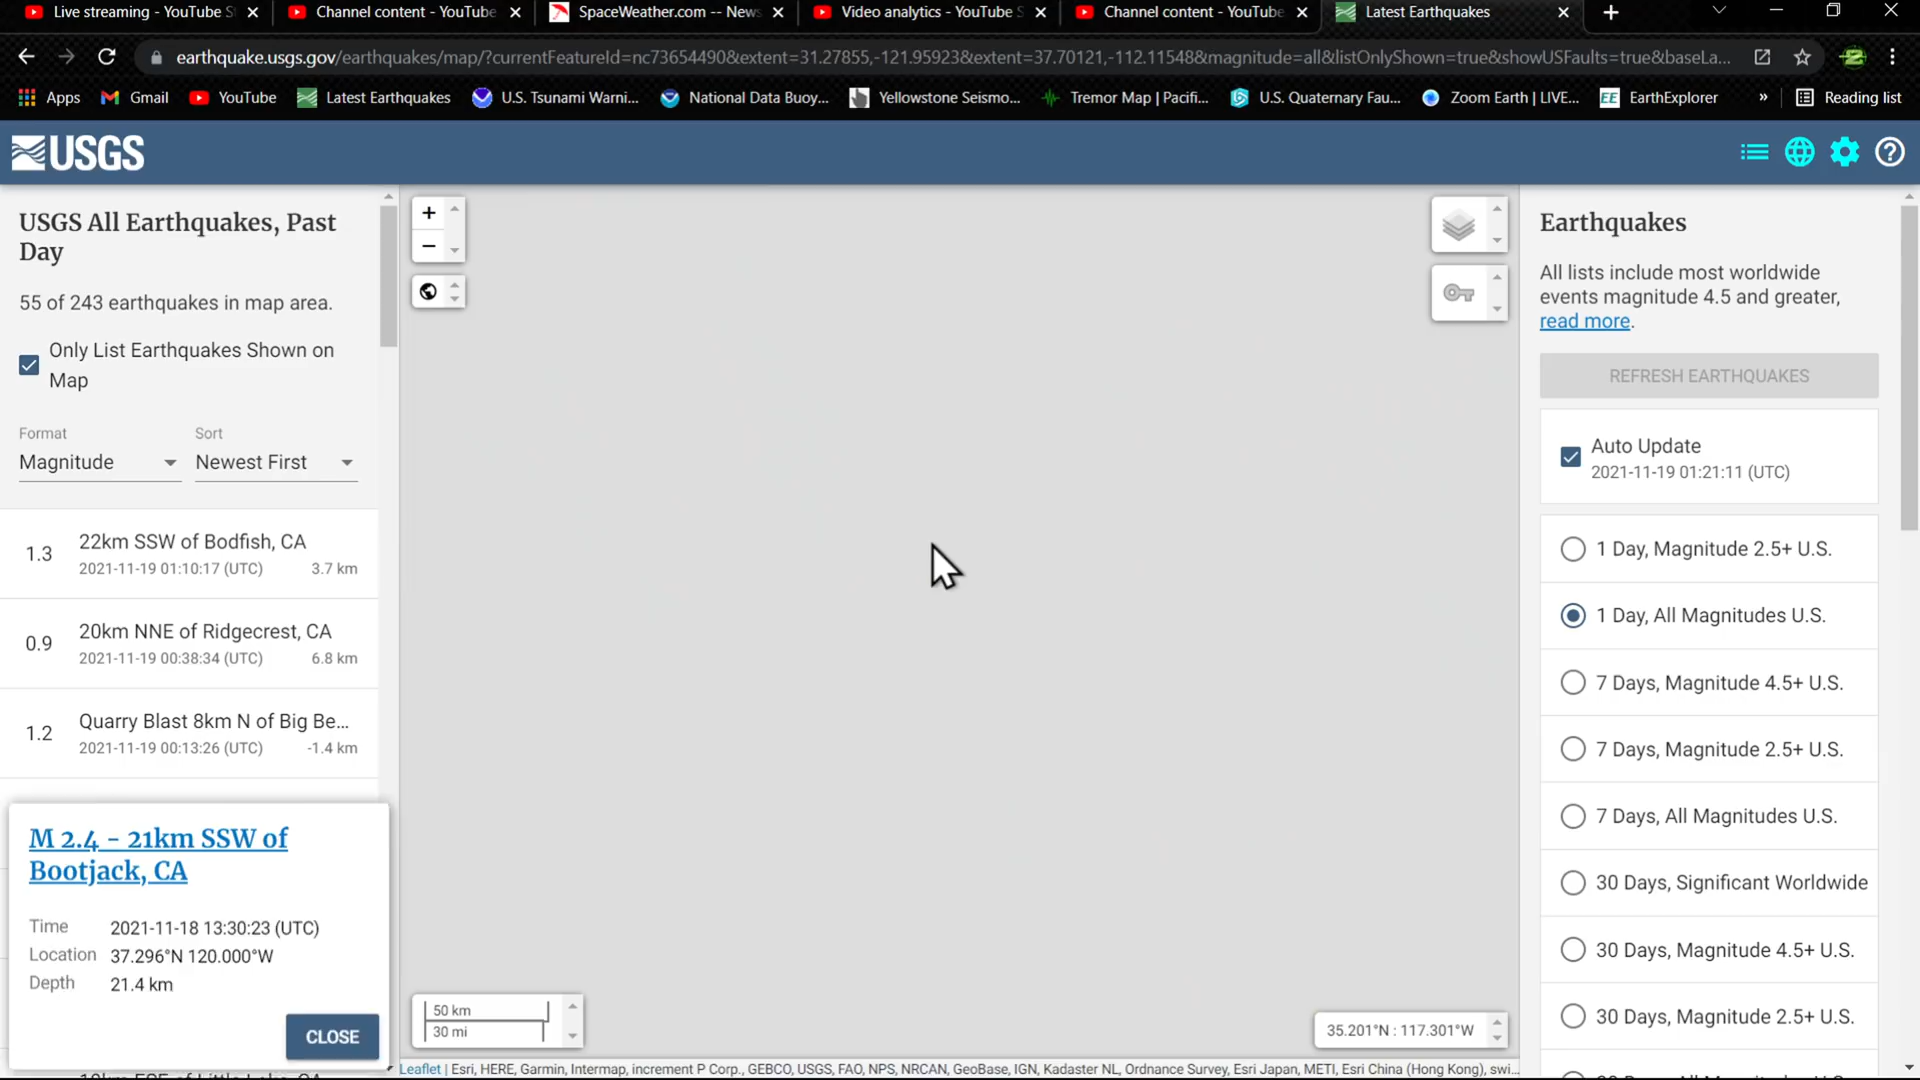 Live streaming - YouTube S
Channel content - YouTube
SpaceWeather.com -- News
Video analytics - YouTube S
Channel content - YouTube
Latest Earthquakes
earthquake.usgs.gov/earthquakes/map/?currentFeatureId=nc73654490&extent=31.27855,-121.95923&extent=37.70121,-112.11548&magnitude=all&listOnlyShown=true&showUSFaults=true&baseLa...
Apps
Gmail
YouTube
Latest Earthquakes
U.S. Tsunami Warni...
National Data Buoy...
Yellowstone Seismo...
Tremor Map | Pacifi...
U.S. Quaternary Fau...
Zoom Earth | LIVE...
EE EarthExplorer
»
Reading list
USGS
USGS All Earthquakes, Past
Day
55 of 243 earthquakes in map area.
Only List Earthquakes Shown on
Map
Format
Sort
Magnitude
Newest First
1.3
22km SSW of Bodfish, CA
2021-11-19 01:10:17 (UTC) 3.7 km
0.9
20km NNE of Ridgecrest, CA
2021-11-19 00:38:34 (UTC) 6.8 km
1.2
Quarry Blast 8km N of Big Be...
2021-11-19 00:13:26 (UTC) -1.4 km
M 2.4 - 21km SSW of
Bootjack, CA
Time 2021-11-18 13:30:23 (UTC)
Location 37.296°N 120.000°W
Depth 21.4 km
CLOSE
+
−
50 km
30 mi
35.201°N : 117.301°W
Leaflet | Esri, HERE, Garmin, Intermap, increment P Corp., GEBCO, USGS, FAO, NPS, NRCAN, GeoBase, IGN, Kadaster NL, Ordnance Survey, Esri Japan, METI, Esri China (Hong Kong), swi...
Earthquakes
All lists include most worldwide
events magnitude 4.5 and greater,
read more.
REFRESH EARTHQUAKES
Auto Update
2021-11-19 01:21:11 (UTC)
1 Day, Magnitude 2.5+ U.S.
1 Day, All Magnitudes U.S.
7 Days, Magnitude 4.5+ U.S.
7 Days, Magnitude 2.5+ U.S.
7 Days, All Magnitudes U.S.
30 Days, Significant Worldwide
30 Days, Magnitude 4.5+ U.S.
30 Days, Magnitude 2.5+ U.S.